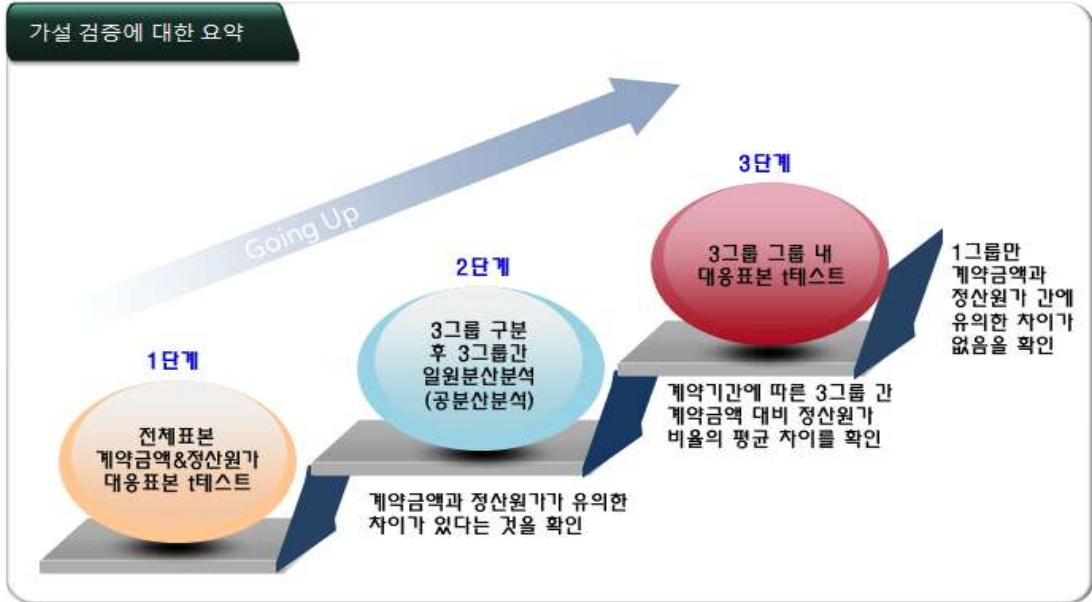 가설 검증에 대한 요약
Going Up
1단계
전체표본
계약금액&정산원가
대응표본 t테스트
계약금액과 정산원가가 유의한
차이가 있다는 것을 확인
2단계
3그룹 구분
후 3그룹간
일원분산분석
(공분산분석)
계약기간에 따른 3그룹 간
계약금액 대비 정산원가
비율의 평균 차이를 확인
3단계
3그룹 그룹 내
대응표본 t테스트
1그룹만
계약금액과
정산원가 간에
유의한 차이가
없음을 확인